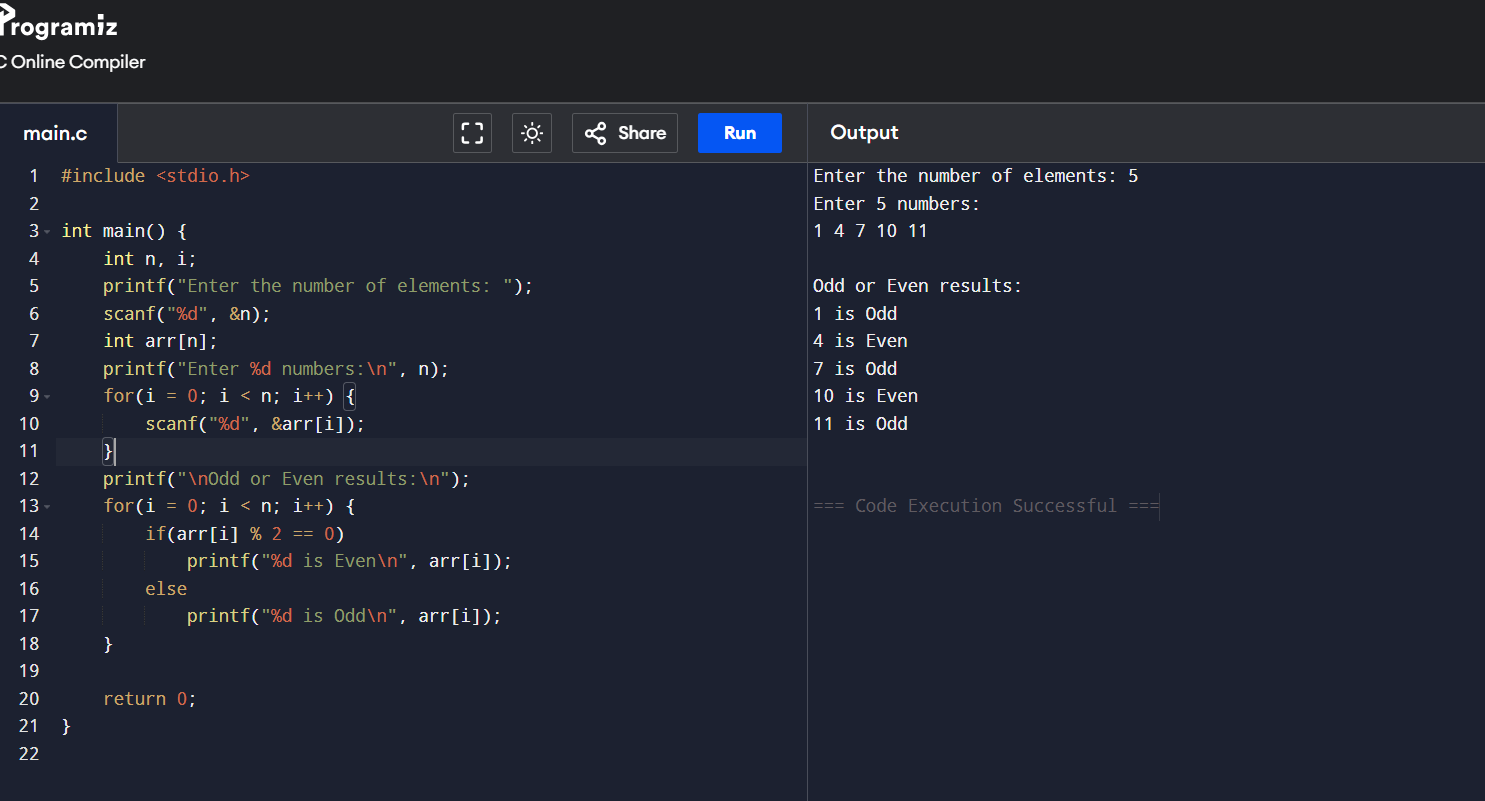 Programiz
C Online Compiler
main.c
Share
Run
Output
1 #include <stdio.h>
2
3 int main() {
4     int n, i;
5     printf("Enter the number of elements: ");
6     scanf("%d", &n);
7     int arr[n];
8     printf("Enter %d numbers:\n", n);
9     for(i = 0; i < n; i++) {
10         scanf("%d", &arr[i]);
11     }
12     printf("\nOdd or Even results:\n");
13     for(i = 0; i < n; i++) {
14         if(arr[i] % 2 == 0)
15             printf("%d is Even\n", arr[i]);
16         else
17             printf("%d is Odd\n", arr[i]);
18     }
19
20     return 0;
21 }
22
Enter the number of elements: 5
Enter 5 numbers:
1 4 7 10 11

Odd or Even results:
1 is Odd
4 is Even
7 is Odd
10 is Even
11 is Odd

=== Code Execution Successful ===